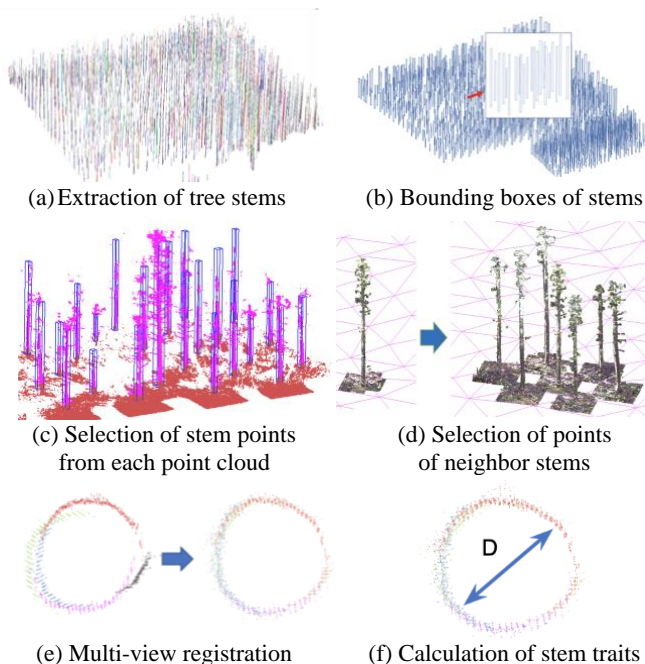 (a) Extraction of tree stems
(b) Bounding boxes of stems
(c) Selection of stem points
from each point cloud
(d) Selection of points
of neighbor stems
D
(e) Multi-view registration
(f) Calculation of stem traits